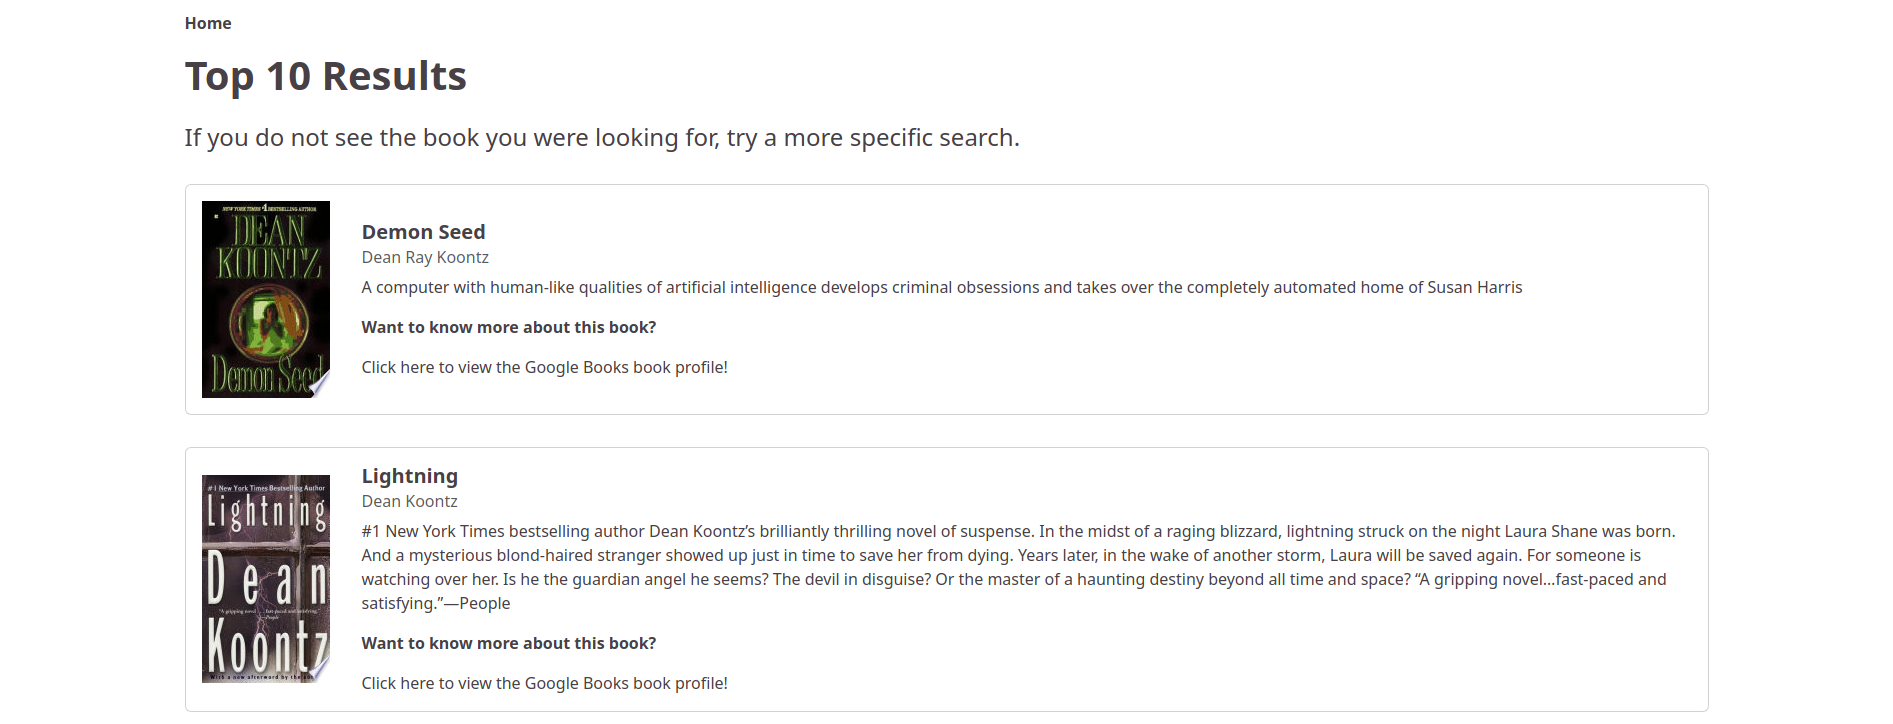 Home
Top 10 Results
If you do not see the book you were looking for, try a more specific search.
NEW YORK TIMES #1 BESTSELLING AUTHOR
DEAN
KOONTZ
Demon Seed
Demon Seed
Dean Ray Koontz
A computer with human-like qualities of artificial intelligence develops criminal obsessions and takes over the completely automated home of Susan Harris
Want to know more about this book?
Click here to view the Google Books book profile!
#1 New York Times Bestselling Author
Lightning
Dean
"A gripping novel... fast-paced and satisfying."
—People
Koontz
With a new afterword by the
Lightning
Dean Koontz
#1 New York Times bestselling author Dean Koontz’s brilliantly thrilling novel of suspense. In the midst of a raging blizzard, lightning struck on the night Laura Shane was born.
And a mysterious blond-haired stranger showed up just in time to save her from dying. Years later, in the wake of another storm, Laura will be saved again. For someone is
watching over her. Is he the guardian angel he seems? The devil in disguise? Or the master of a haunting destiny beyond all time and space? “A gripping novel...fast-paced and
satisfying.”—People
Want to know more about this book?
Click here to view the Google Books book profile!